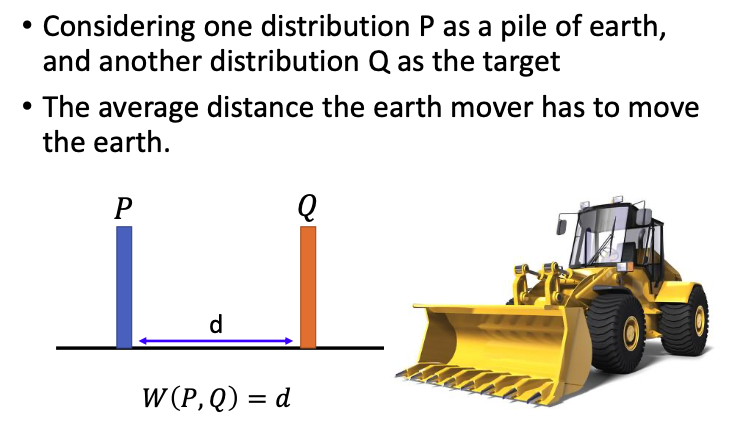 • Considering one distribution P as a pile of earth,
and another distribution Q as the target
• The average distance the earth mover has to move
the earth.
P Q
d
W(P, Q) = d